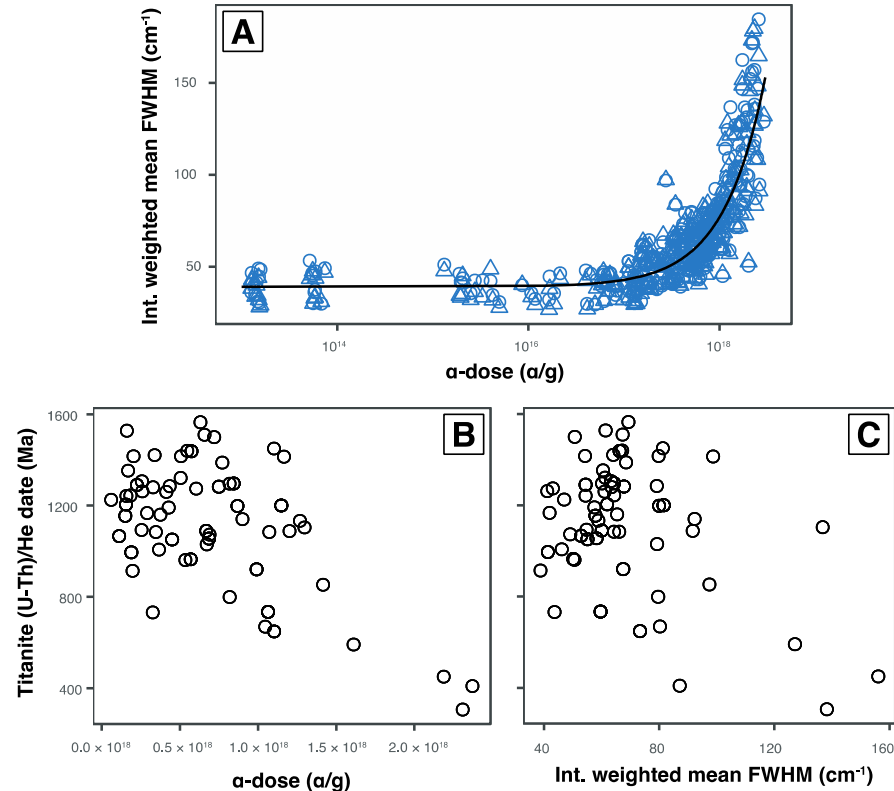 A
Int. weighted mean FWHM (cm⁻¹)
150
100
50
10¹⁴
10¹⁶
10¹⁸
α-dose (α/g)
B
Titanite (U-Th)/He date (Ma)
1600
1200
800
400
0.0 × 10¹⁸
0.5 × 10¹⁸
1.0 × 10¹⁸
1.5 × 10¹⁸
2.0 × 10¹⁸
α-dose (α/g)
C
40
80
120
160
Int. weighted mean FWHM (cm⁻¹)